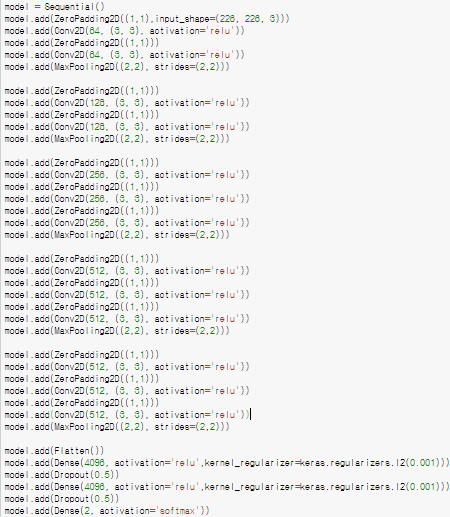 model = Sequential()
model.add(ZeroPadding2D((1,1),input_shape=(226, 226, 3)))
model.add(Conv2D(64, (3, 3), activation='relu'))
model.add(ZeroPadding2D((1,1)))
model.add(Conv2D(64, (3, 3), activation='relu'))
model.add(MaxPooling2D((2,2), strides=(2,2)))

model.add(ZeroPadding2D((1,1)))
model.add(Conv2D(128, (3, 3), activation='relu'))
model.add(ZeroPadding2D((1,1)))
model.add(Conv2D(128, (3, 3), activation='relu'))
model.add(MaxPooling2D((2,2), strides=(2,2)))

model.add(ZeroPadding2D((1,1)))
model.add(Conv2D(256, (3, 3), activation='relu'))
model.add(ZeroPadding2D((1,1)))
model.add(Conv2D(256, (3, 3), activation='relu'))
model.add(ZeroPadding2D((1,1)))
model.add(Conv2D(256, (3, 3), activation='relu'))
model.add(MaxPooling2D((2,2), strides=(2,2)))

model.add(ZeroPadding2D((1,1)))
model.add(Conv2D(512, (3, 3), activation='relu'))
model.add(ZeroPadding2D((1,1)))
model.add(Conv2D(512, (3, 3), activation='relu'))
model.add(ZeroPadding2D((1,1)))
model.add(Conv2D(512, (3, 3), activation='relu'))
model.add(MaxPooling2D((2,2), strides=(2,2)))

model.add(ZeroPadding2D((1,1)))
model.add(Conv2D(512, (3, 3), activation='relu'))
model.add(ZeroPadding2D((1,1)))
model.add(Conv2D(512, (3, 3), activation='relu'))
model.add(ZeroPadding2D((1,1)))
model.add(Conv2D(512, (3, 3), activation='relu'))
model.add(MaxPooling2D((2,2), strides=(2,2)))

model.add(Flatten())
model.add(Dense(4096, activation='relu',kernel_regularizer=keras.regularizers.l2(0.001)))
model.add(Dropout(0.5))
model.add(Dense(4096, activation='relu',kernel_regularizer=keras.regularizers.l2(0.001)))
model.add(Dropout(0.5))
model.add(Dense(2, activation='softmax'))